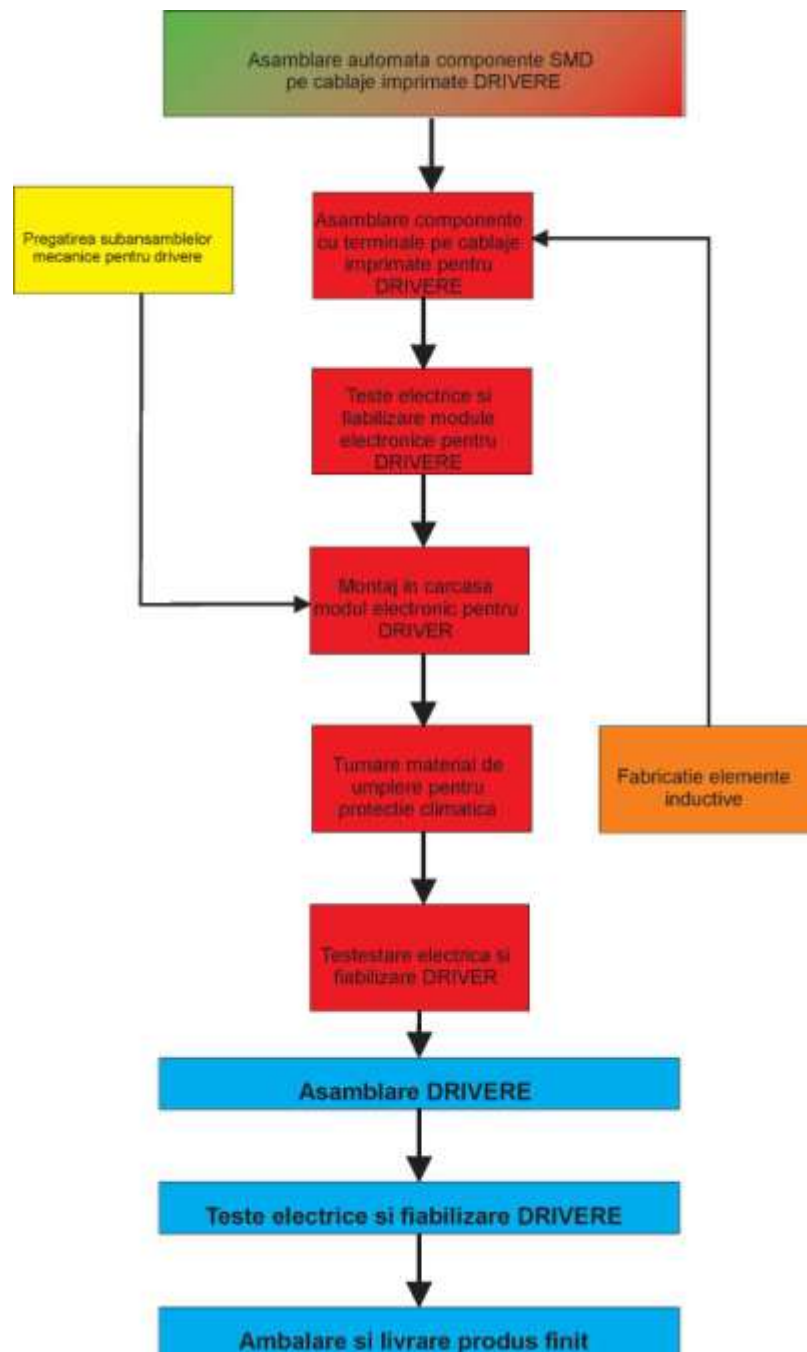 Asamblare automata componente SMD
pe cablaje imprimate DRIVERE
Pregatirea subansamblelor
mecanice pentru drivere
Asamblare componente
cu terminale pe cablaje
imprimate pentru
DRIVERE
Teste electrice si
fiabilizare module
electronice pentru
DRIVERE
Montaj in carcasa
modul electronic pentru
DRIVER
Turnare material de
umplere pentru
protectie climatica
Fabricatie elemente
inductive
Testestare electrica si
fiabilizare DRIVER
Asamblare DRIVERE
Teste electrice si fiabilizare DRIVERE
Ambalare si livrare produs finit